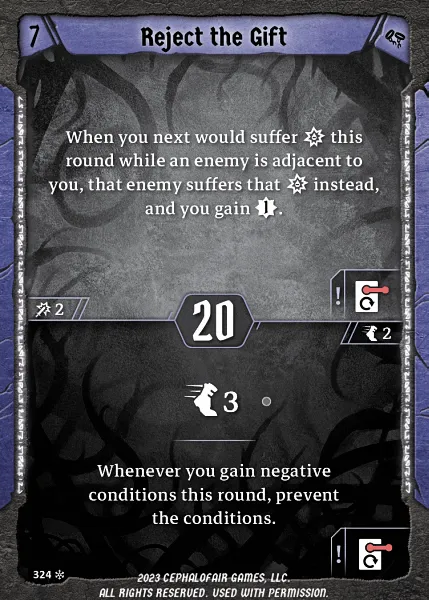 7
Reject the Gift
When you next would suffer this
round while an enemy is adjacent to
you, that enemy suffers that instead,
and you gain 1.
!
2
20
2
3
Whenever you gain negative
conditions this round, prevent
the conditions.
!
324
2023 CEPHALOFAIR GAMES, LLC.
ALL RIGHTS RESERVED. USED WITH PERMISSION.